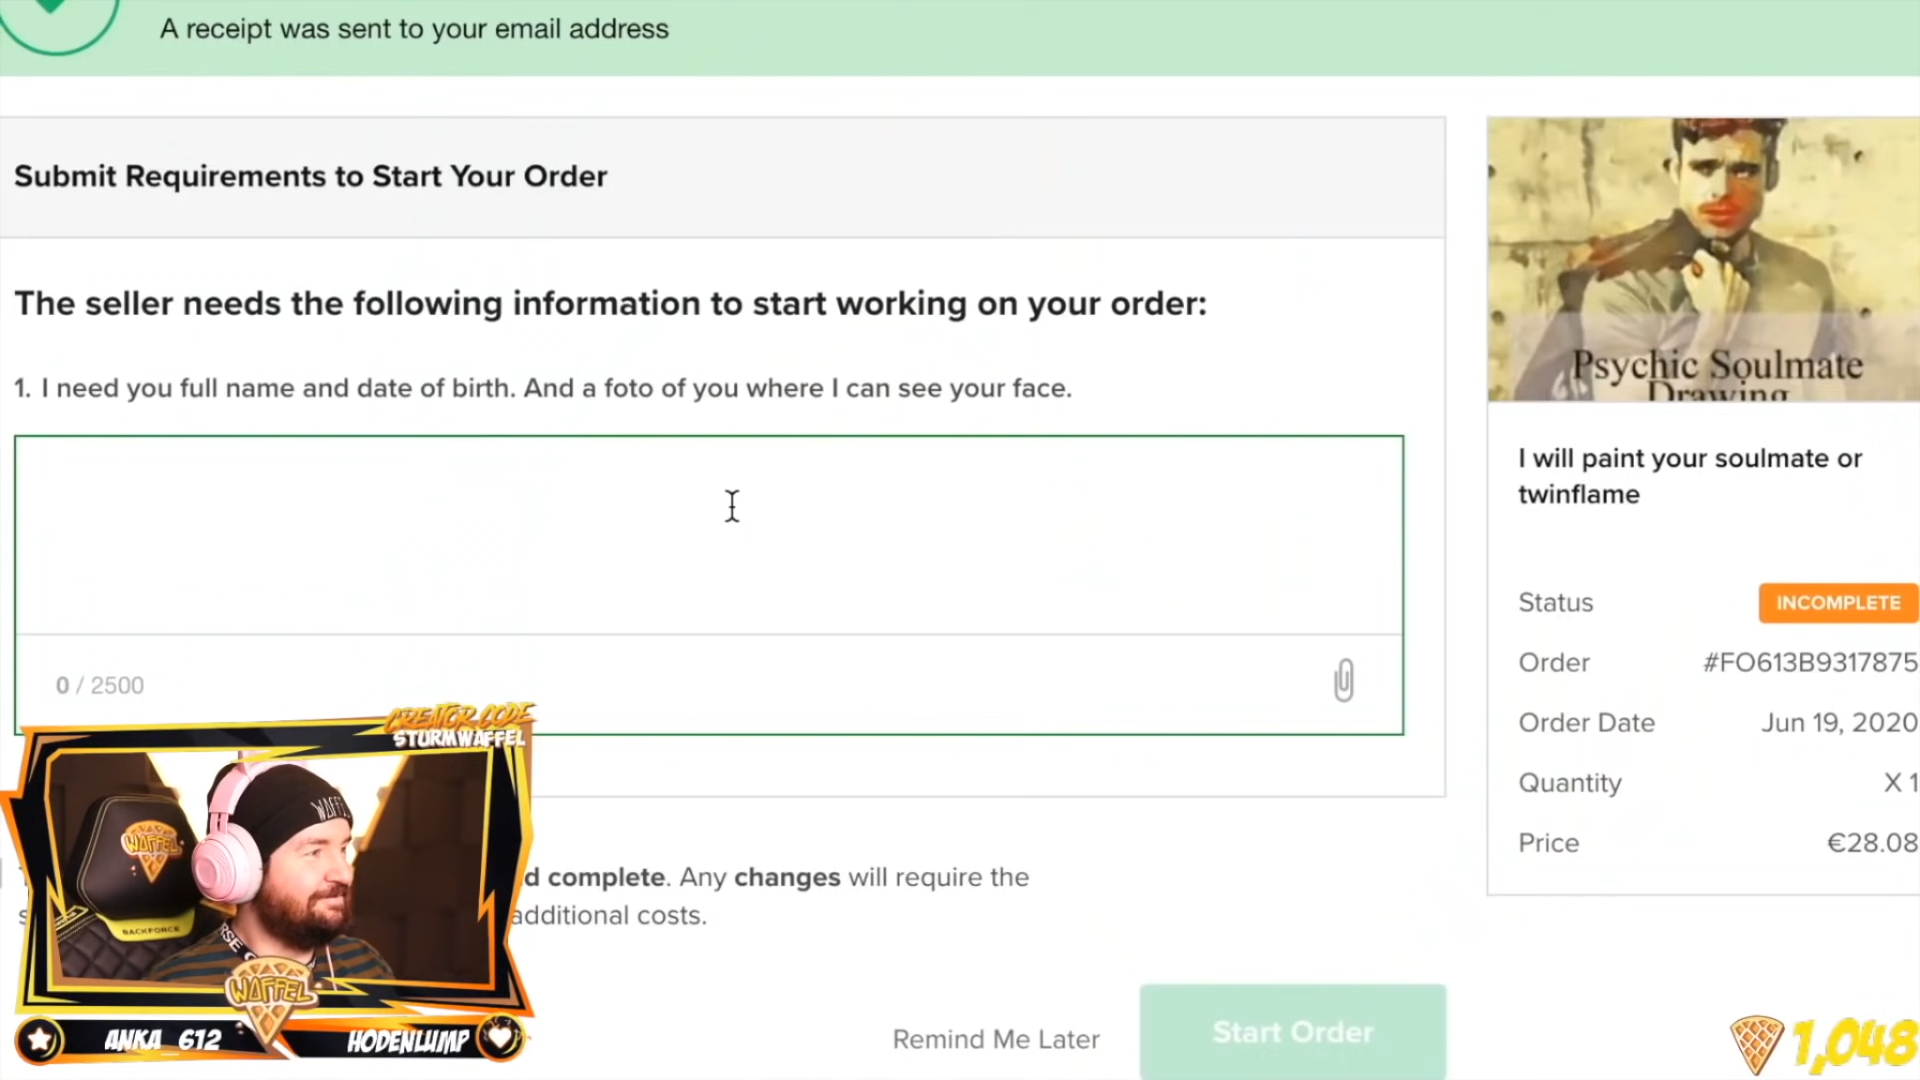 A receipt was sent to your email address
Submit Requirements to Start Your Order
The seller needs the following information to start working on your order:
1. I need you full name and date of birth. And a foto of you where I can see your face.
0 / 2500
d complete. Any changes will require the
additional costs.
Remind Me Later
Start Order
Psychic Soulmate
Drawing
I will paint your soulmate or
twinflame
Status INCOMPLETE
Order #FO613B9317875
Order Date Jun 19, 2020
Quantity X 1
Price €28.08
CREATOR CODE
STURMWAFFEL
WAFFEL
BACKFORCE
WAFFEL
ANKA_612
HODENLUMP
1,048